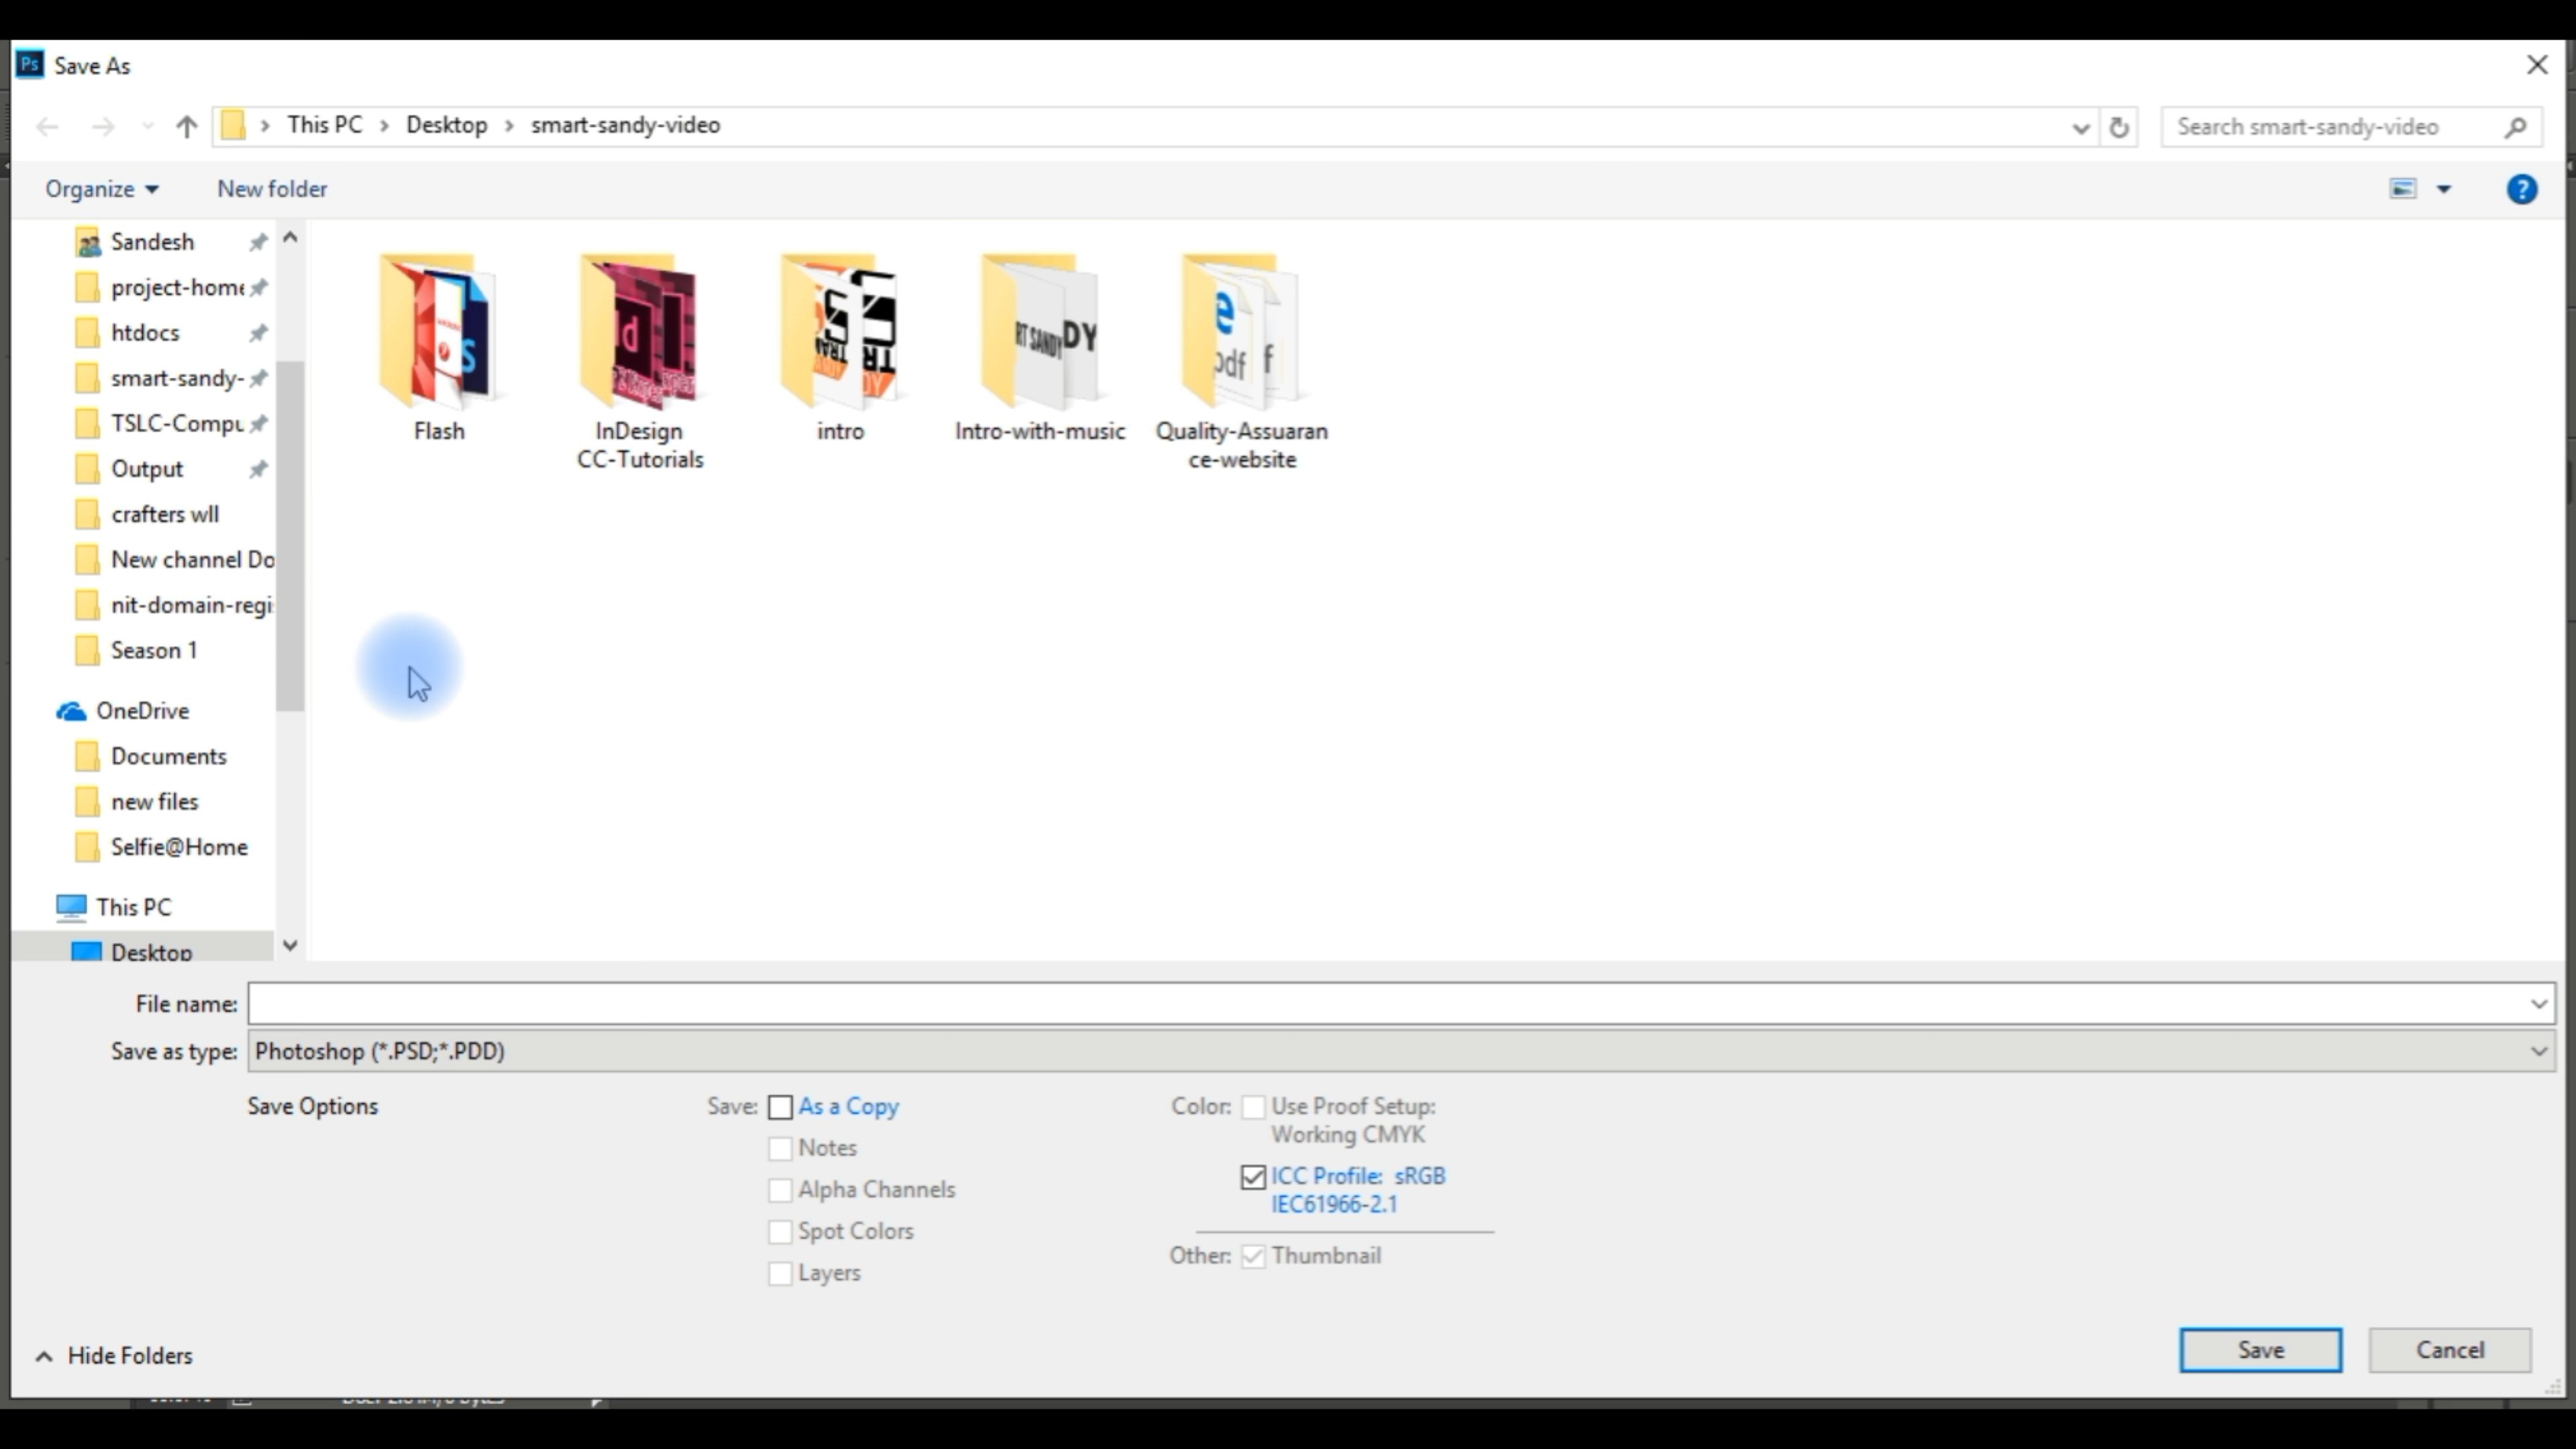 Ps Save As
This PC > Desktop > smart-sandy-video
Search smart-sandy-video
Organize New folder
Sandesh
project-home
htdocs
smart-sandy-
TSLC-Compu
Output
crafters wll
New channel Do
nit-domain-regi
Season 1
OneDrive
Documents
new files
Selfie@Home
This PC
Desktop
Flash
InDesign
CC-Tutorials
intro
Intro-with-music
Quality-Assuaran
ce-website
File name:
Save as type: Photoshop (*.PSD;*.PDD)
Save Options
Save: As a Copy
Notes
Alpha Channels
Spot Colors
Layers
Color: Use Proof Setup:
Working CMYK
ICC Profile: sRGB
IEC61966-2.1
Other: Thumbnail
Hide Folders
Save
Cancel